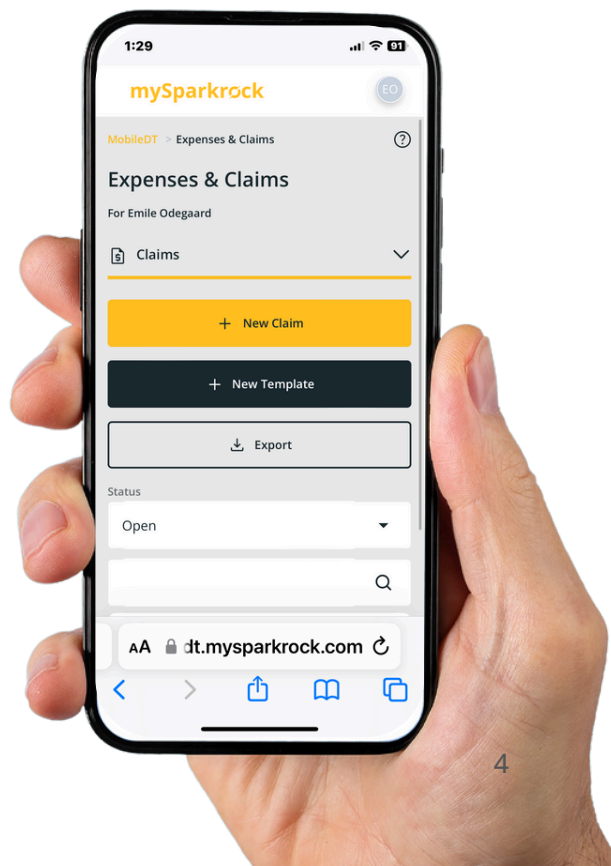 1:29
91
mySparkrock
EO
MobileDT > Expenses & Claims
?
Expenses & Claims
For Emile Odegaard
$ Claims
+ New Claim
+ New Template
Export
Status
Open
AA dt.mysparkrock.com
4